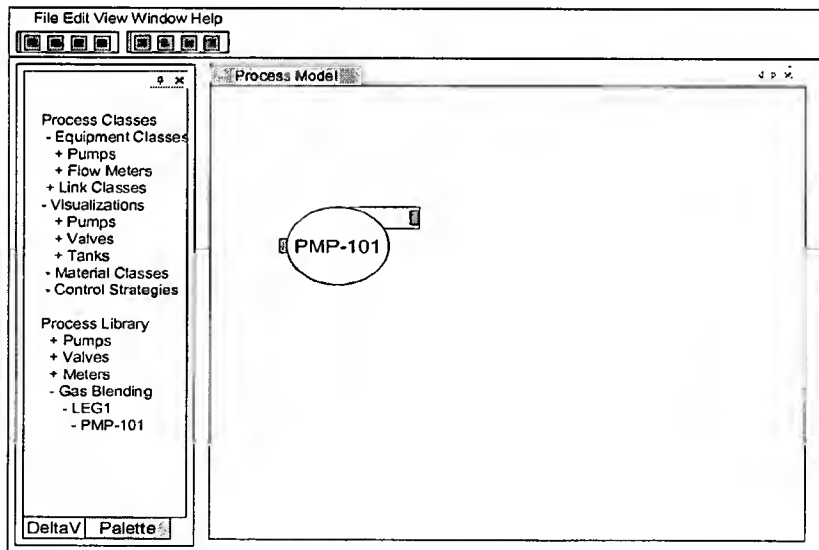 File Edit View Window Help
Process Model
Process Classes
- Equipment Classes
+ Pumps
+ Flow Meters
+ Link Classes
- Visualizations
+ Pumps
+ Valves
+ Tanks
- Material Classes
- Control Strategies
Process Library
+ Pumps
+ Valves
+ Meters
- Gas Blending
- LEG1
- PMP-101
DeltaV Palette
PMP-101